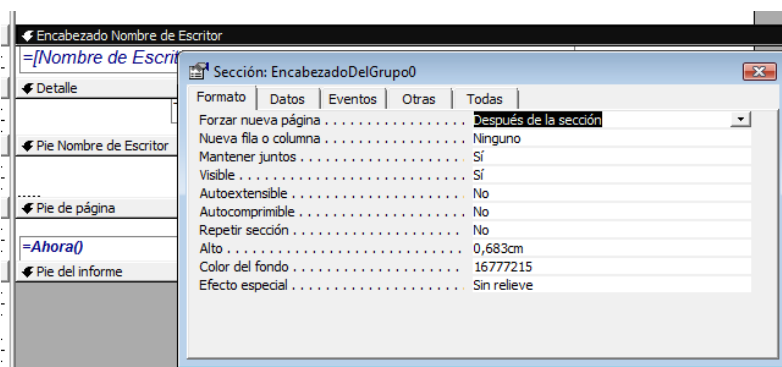 Encabezado Nombre de Escritor
=[Nombre de Escrit
Detalle
Pie Nombre de Escritor
Pie de página
=Ahora()
Pie del informe
Sección: EncabezadoDelGrupo0
Formato Datos Eventos Otras Todas
Forzar nueva página . . . . . . . . . . . . . . . . . Después de la sección
Nueva fila o columna . . . . . . . . . . . . . . . . Ninguno
Mantener juntos . . . . . . . . . . . . . . . . . . . . Sí
Visible . . . . . . . . . . . . . . . . . . . . . . . . . . . . Sí
Autoextensible . . . . . . . . . . . . . . . . . . . . . No
Autocomprimible . . . . . . . . . . . . . . . . . . . . No
Repetir sección . . . . . . . . . . . . . . . . . . . . . No
Alto . . . . . . . . . . . . . . . . . . . . . . . . . . . . . . 0,683cm
Color del fondo . . . . . . . . . . . . . . . . . . . . . 16777215
Efecto especial . . . . . . . . . . . . . . . . . . . . . Sin relieve